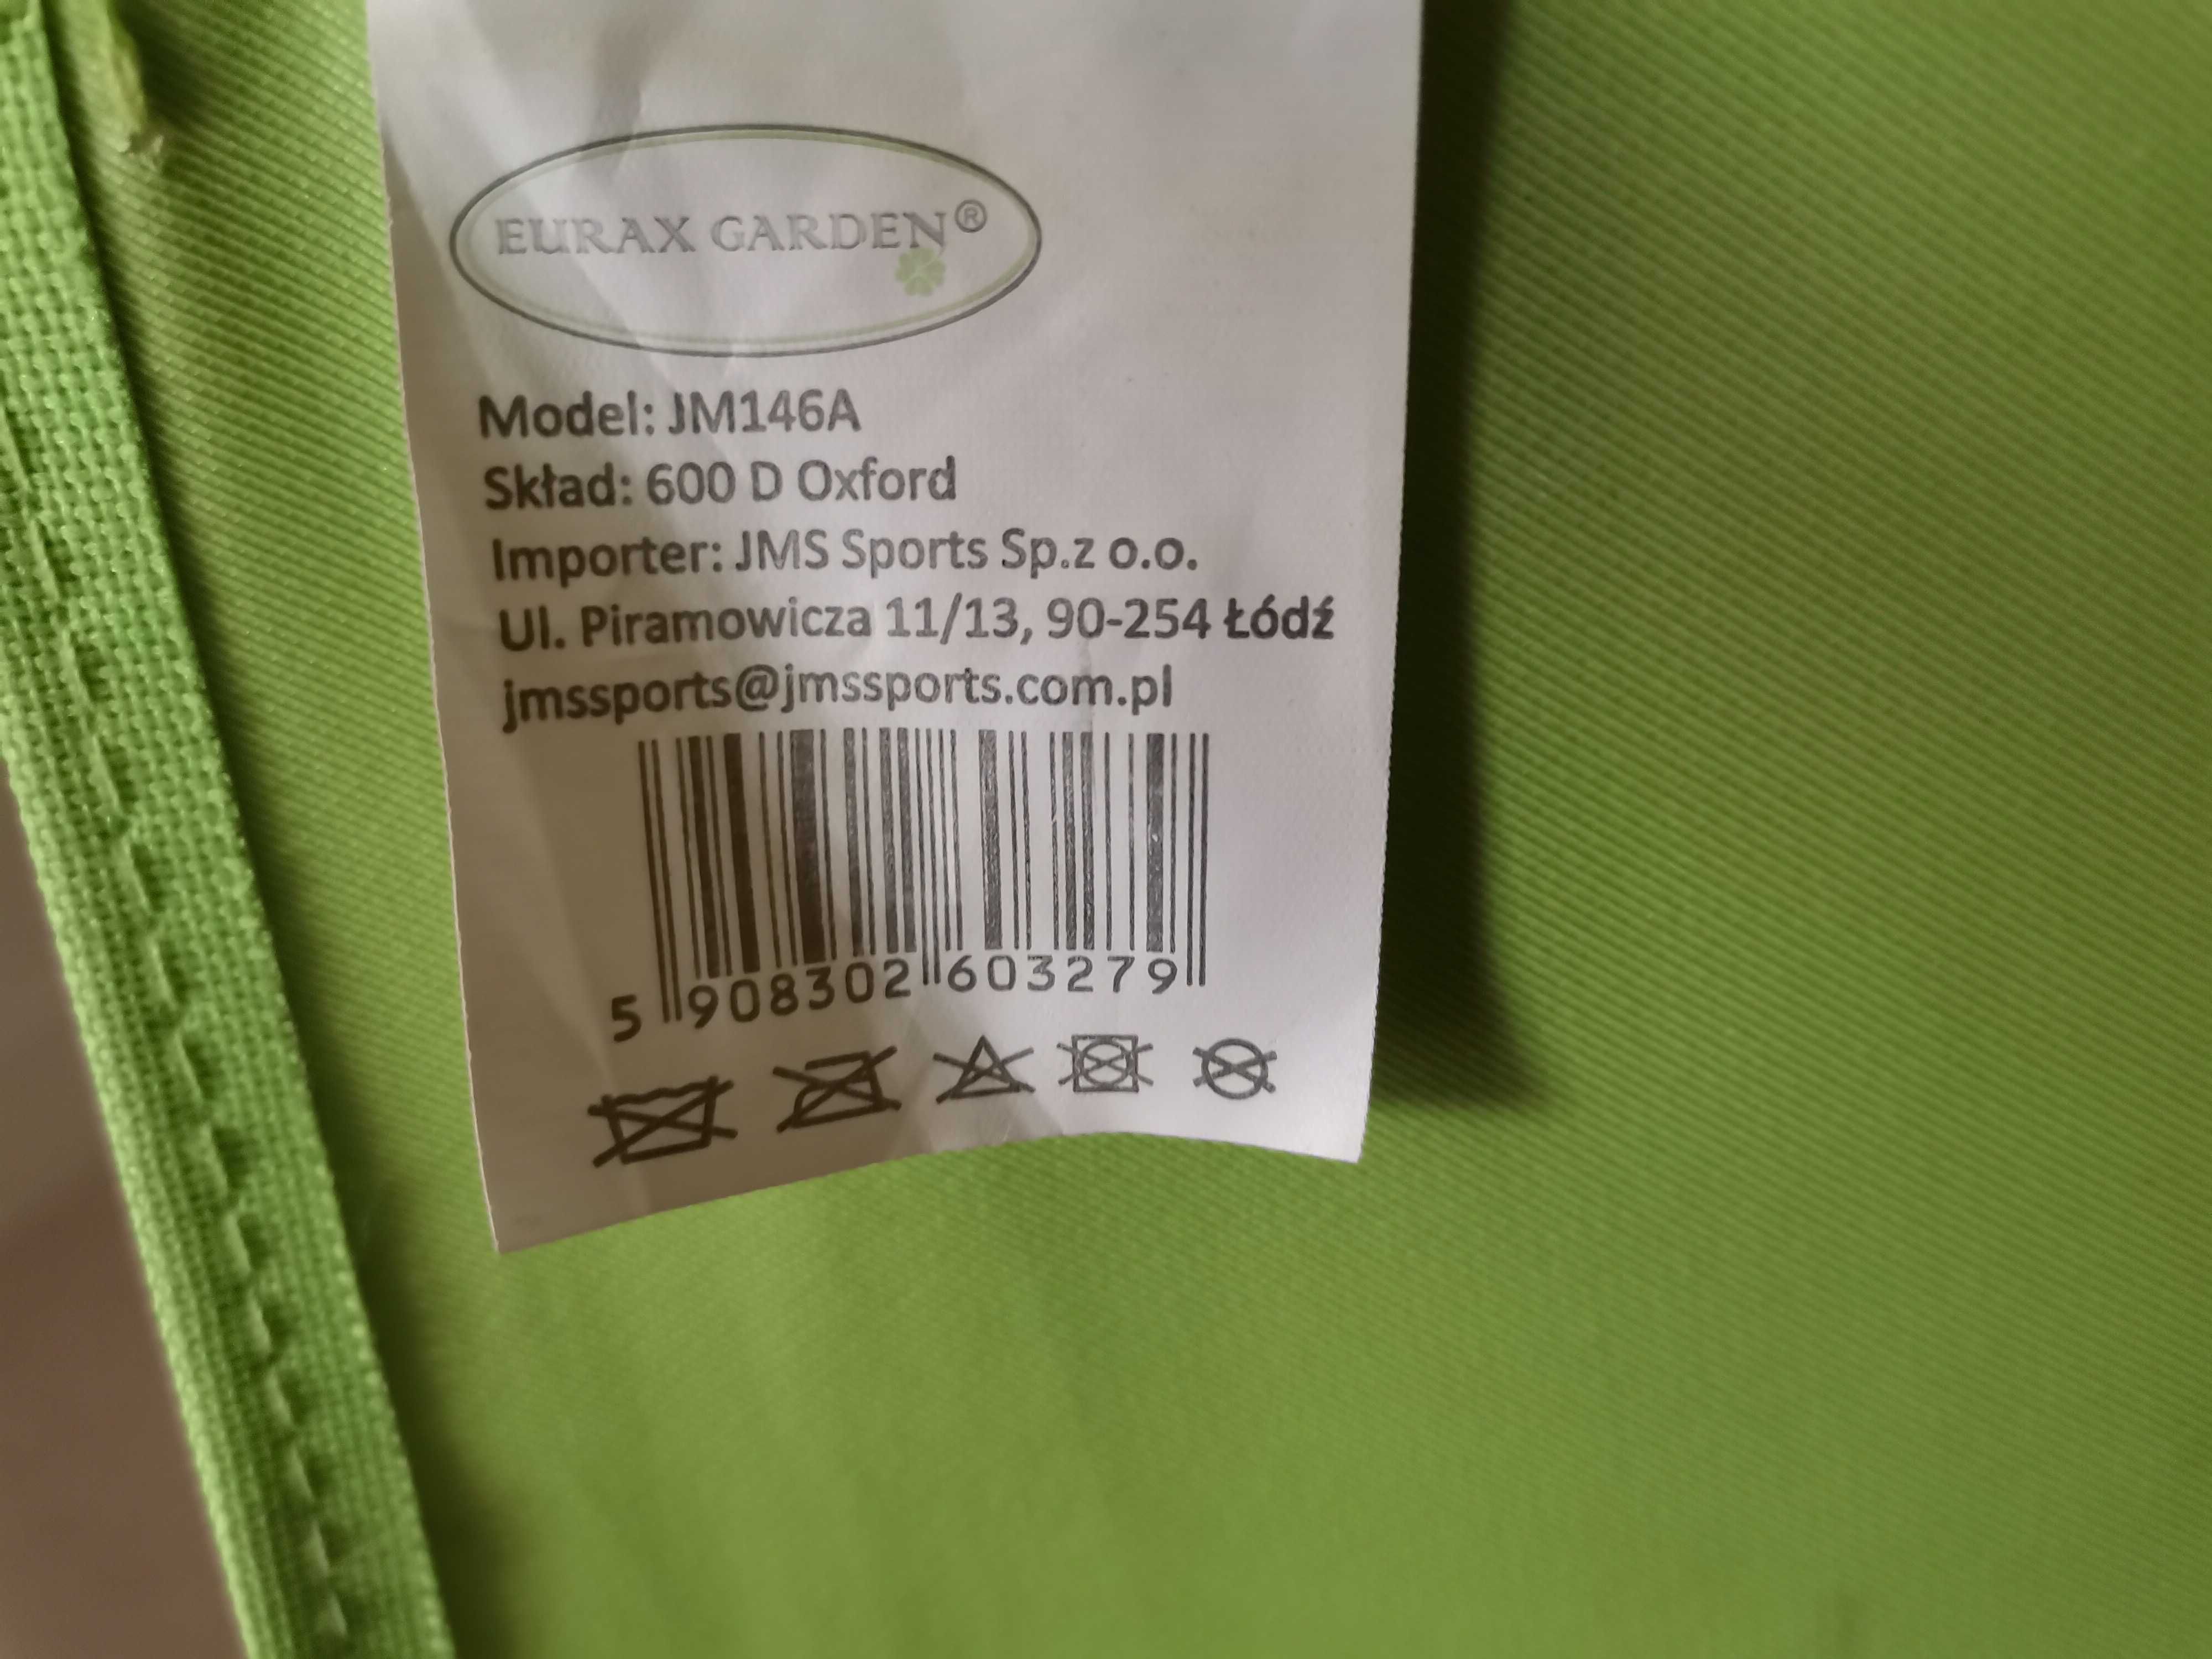 EURAX GARDEN®
Model: JM146A
Skład: 600 D Oxford
Importer: JMS Sports Sp.z o.o.
Ul. Piramowicza 11/13, 90-254 Łódź
jmssports@jmssports.com.pl
5 908302 603279